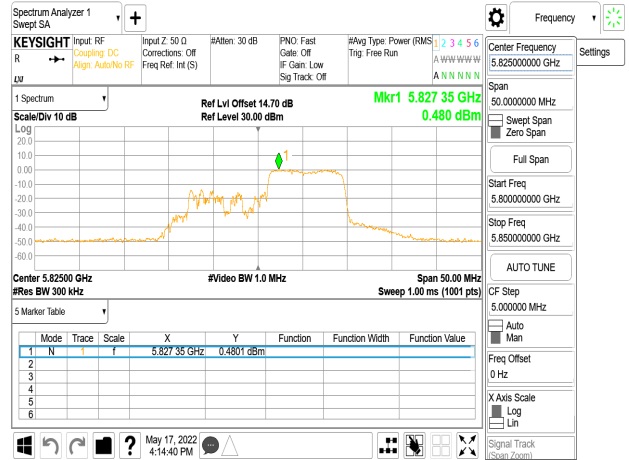 Spectrum Analyzer 1
Swept SA
Frequency
Settings
KEYSIGHT
R
LXI
Input: RF
Coupling: DC
Align: Auto/No RF
Input Z: 50 Ω
Corrections: Off
Freq Ref: Int (S)
#Atten: 30 dB
PNO: Fast
Gate: Off
IF Gain: Low
Sig Track: Off
#Avg Type: Power (RMS
Trig: Free Run
1 2 3 4 5 6
A W W W W W
A N N N N N
1 Spectrum
Scale/Div 10 dB
Ref Lvl Offset 14.70 dB
Ref Level 30.00 dBm
Mkr1 5.827 35 GHz
0.480 dBm
Log
20.0
10.0
0.00
-10.0
-20.0
-30.0
-40.0
-50.0
-60.0
1
Center 5.82500 GHz
#Res BW 300 kHz
#Video BW 1.0 MHz
Span 50.00 MHz
Sweep 1.00 ms (1001 pts)
5 Marker Table
Mode Trace Scale X Y Function Function Width Function Value
1 N 1 f 5.827 35 GHz 0.4801 dBm
2
3
4
5
6
Center Frequency
5.825000000 GHz
Span
50.0000000 MHz
Swept Span
Zero Span
Full Span
Start Freq
5.800000000 GHz
Stop Freq
5.850000000 GHz
AUTO TUNE
CF Step
5.000000 MHz
Auto
Man
Freq Offset
0 Hz
X Axis Scale
Log
Lin
Signal Track
(Span Zoom)
?
May 17, 2022
4:14:40 PM